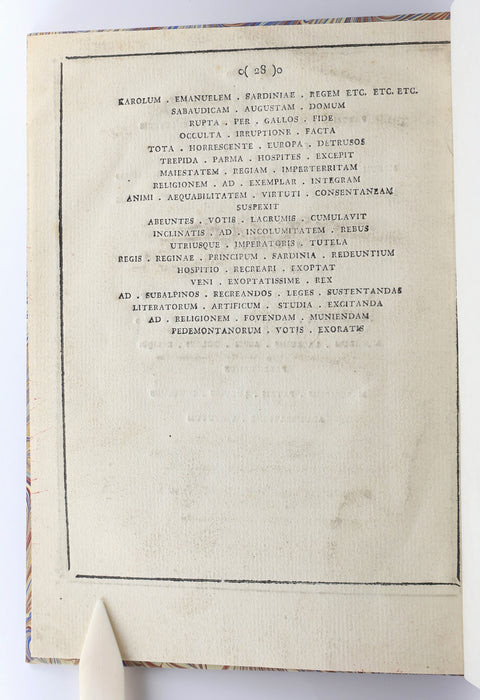 0( 28 )0
KAROLUM . EMANUELEM . SARDINIAE . REGEM ETC. ETC. ETC.
SABAUDICAM . AUGUSTAM . DOMUM
RUPTA . PER . GALLOS . FIDE
OCCULTA . IRRUPTIONE . FACTA
TOTA . HORRESCENTE . EUROPA . DETRUSOS
TREPIDA . PARMA . HOSPITES . EXCEPIT
MAIESTATEM . REGIAM . IMPERTERRITAM
RELIGIONEM . AD . EXEMPLAR . INTEGRAM
ANIMI . AEQUABILITATEM . VIRTUTI . CONSENTANEAM
SUSPEXIT
ABEUNTES . VOTIS . LACRUMIS . CUMULAVIT
INCLINATIS . AD . INCOLUMITATEM . REBUS
UTRIUSQUE . IMPERATORIS . TUTELA
REGIS . REGINAE . PRINCIPUM . SARDINIA . REDEUNTIUM
HOSPITIO . RECREARI . EXOPTAT
VENI . EXOPTATISSIME . REX
AD . SUBALPINOS . RECREANDOS . LEGES . SUSTENTANDAS
LITERATORUM . ARTIFICUM . STUDIA . EXCITANDA
AD . RELIGIONEM . FOVENDAM . MUNIENDAM
PEDEMONTANORUM . VOTIS . EXORATIS